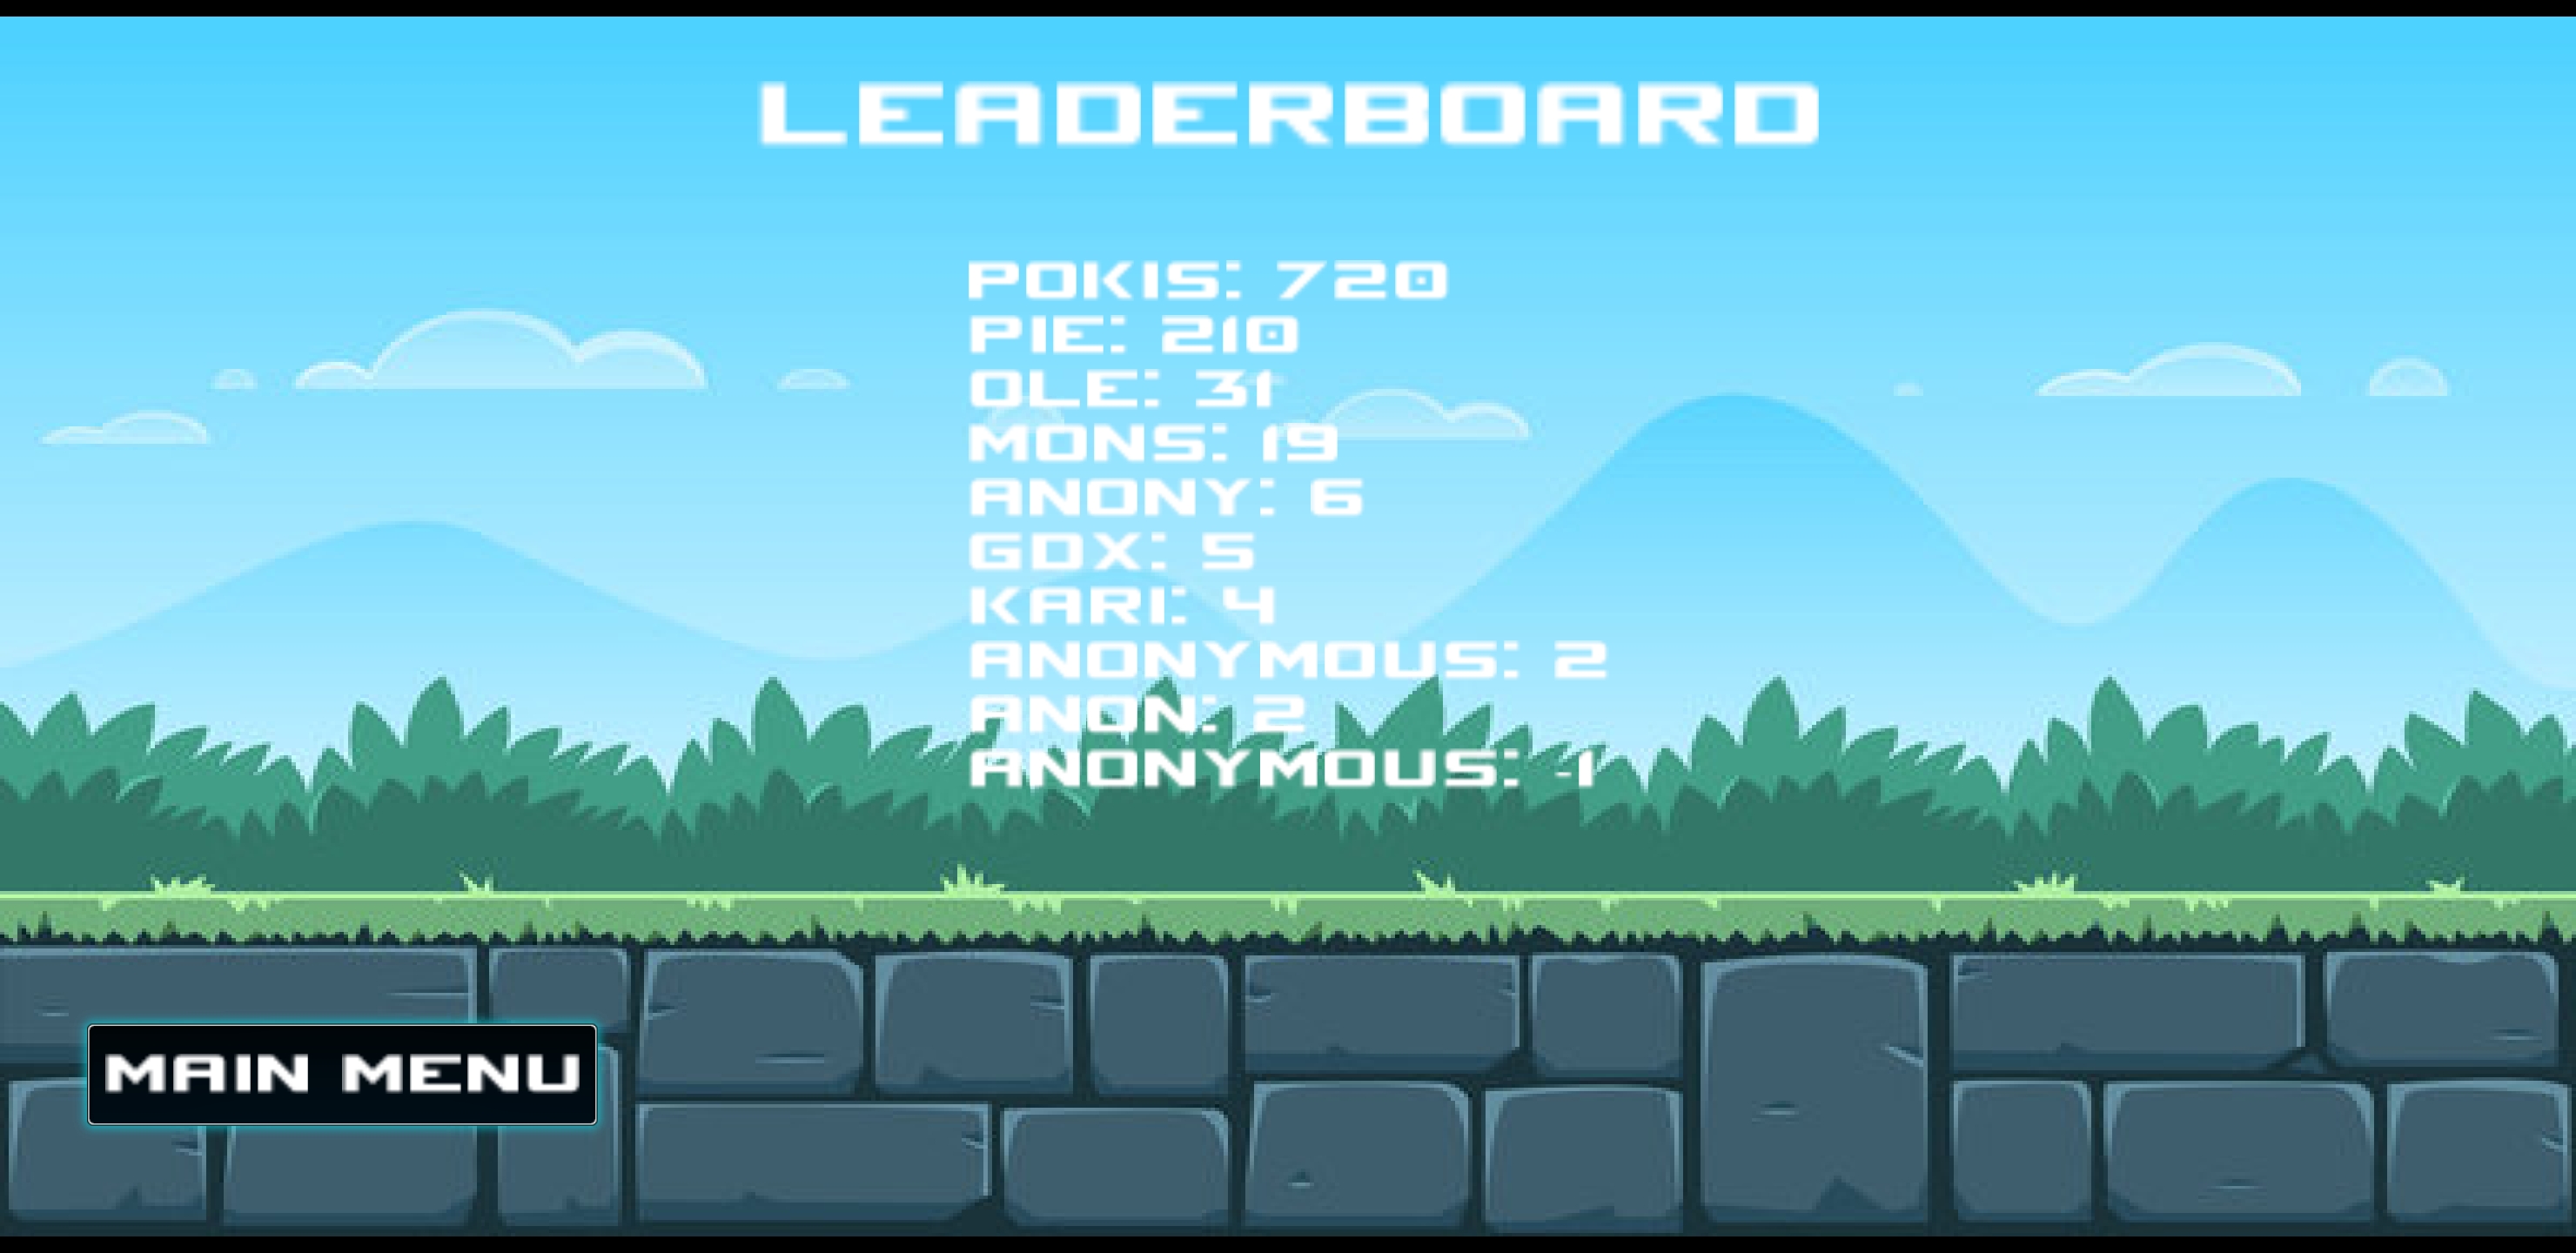 LEADERBOARD
POKIS: 720
PIE: 210
OLE: 31
MONS: 19
ANONY: 6
GDX: 5
KARI: 4
ANONYMOUS: 2
ANON: 2
ANONYMOUS: -1
MAIN MENU